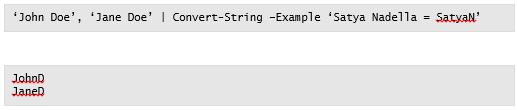 ‘John Doe’, ‘Jane Doe’ | Convert-String –Example ‘Satya Nadella = SatyaN’
JohnD
JaneD